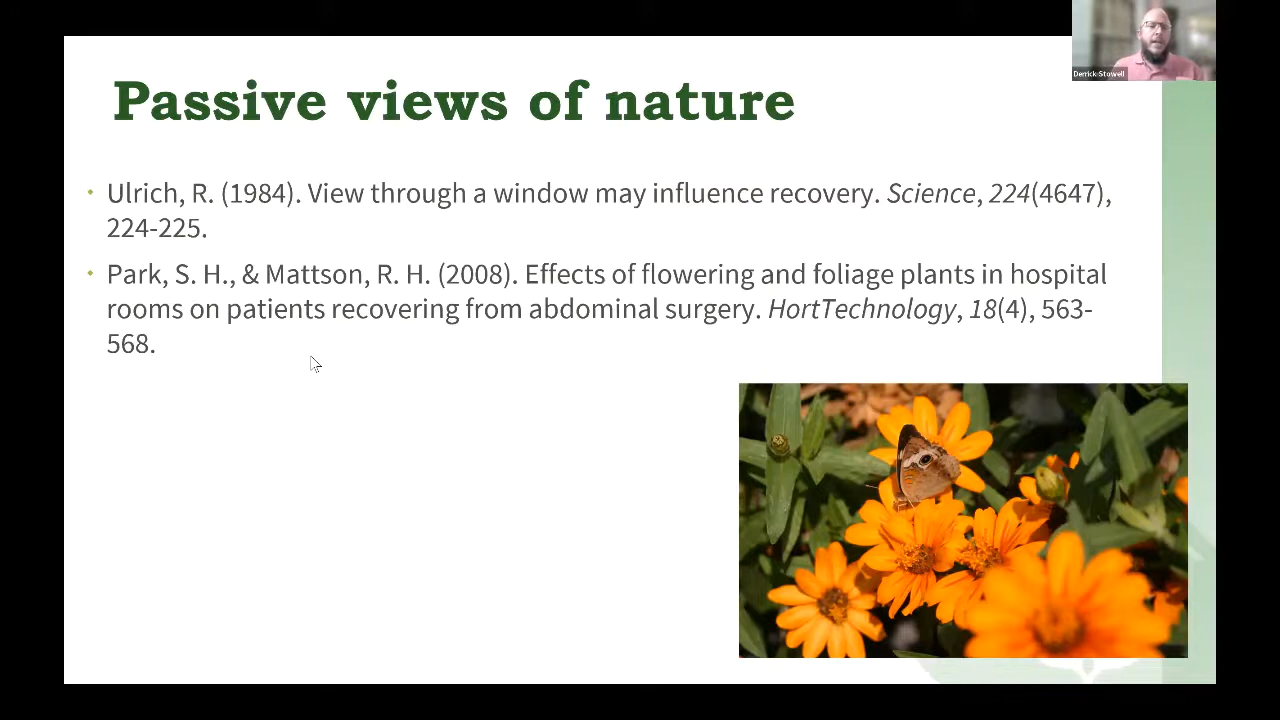 Passive views of nature
Derrick Stowell
• Ulrich, R. (1984). View through a window may influence recovery. Science, 224(4647),
224-225.
• Park, S. H., & Mattson, R. H. (2008). Effects of flowering and foliage plants in hospital
rooms on patients recovering from abdominal surgery. HortTechnology, 18(4), 563-
568.